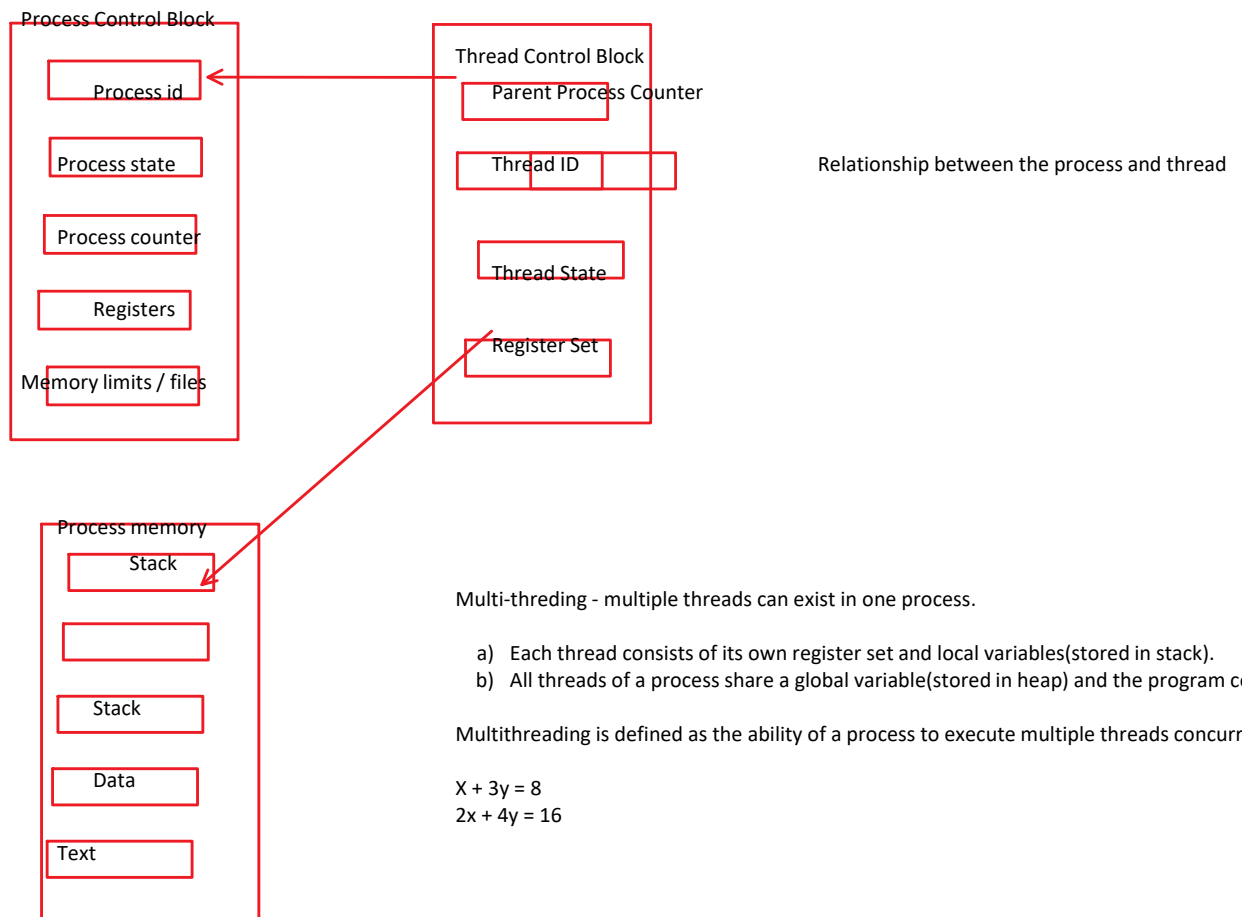 Process Control Block
Process id
Process state
Process counter
Registers
Memory limits / files
Thread Control Block
Parent Process Counter
Thread ID
Thread State
Register Set
Relationship between the process and thread
Process memory
Stack
Stack
Data
Text
Multi-threding - multiple threads can exist in one process.
a) Each thread consists of its own register set and local variables(stored in stack).
b) All threads of a process share a global variable(stored in heap) and the program
Multithreading is defined as the ability of a process to execute multiple threads
X + 3y = 8
2x + 4y = 16